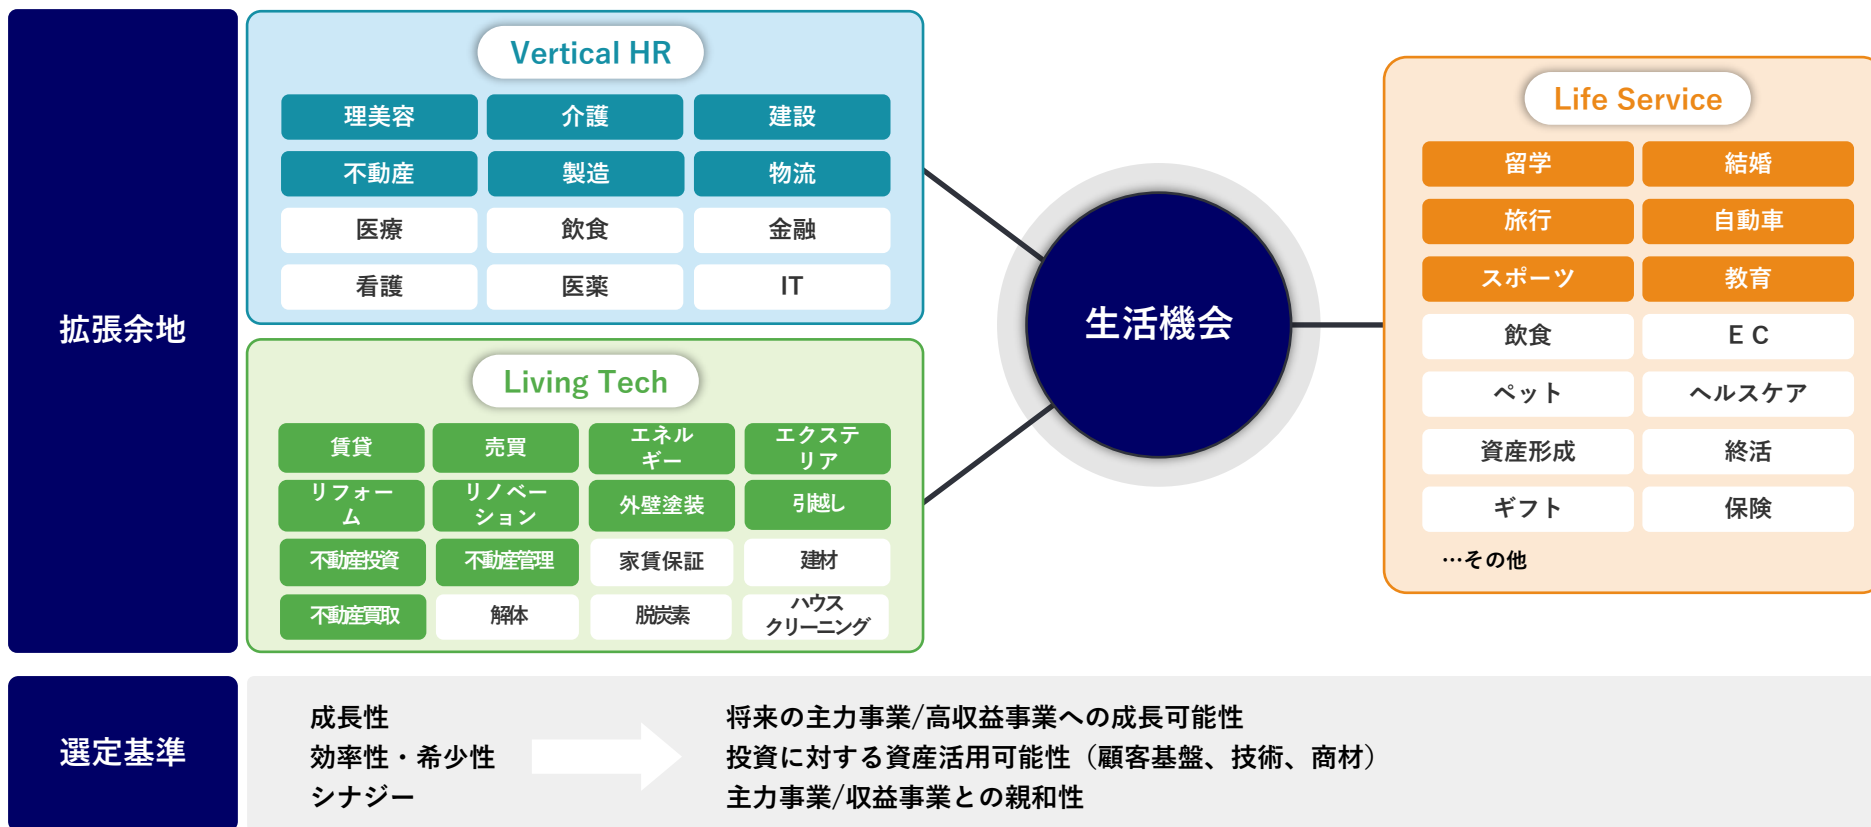 拡張余地
Vertical HR
理美容
介護
建設
不動産
製造
物流
医療
飲食
金融
看護
医薬
IT
Living Tech
賃貸
売買
エネル
ギー
エクステ
リア
リフォー
ム
リノベー
ション
外壁塗装
引越し
不動産投資
不動産管理
家賃保証
建材
不動産買取
解体
脱炭素
ハウス
クリーニング
生活機会
Life Service
留学
結婚
旅行
自動車
スポーツ
教育
飲食
ＥＣ
ペット
ヘルスケア
資産形成
終活
ギフト
保険
…その他
選定基準
成長性
効率性・希少性
シナジー
将来の主力事業/高収益事業への成長可能性
投資に対する資産活用可能性（顧客基盤、技術、商材）
主力事業/収益事業との親和性